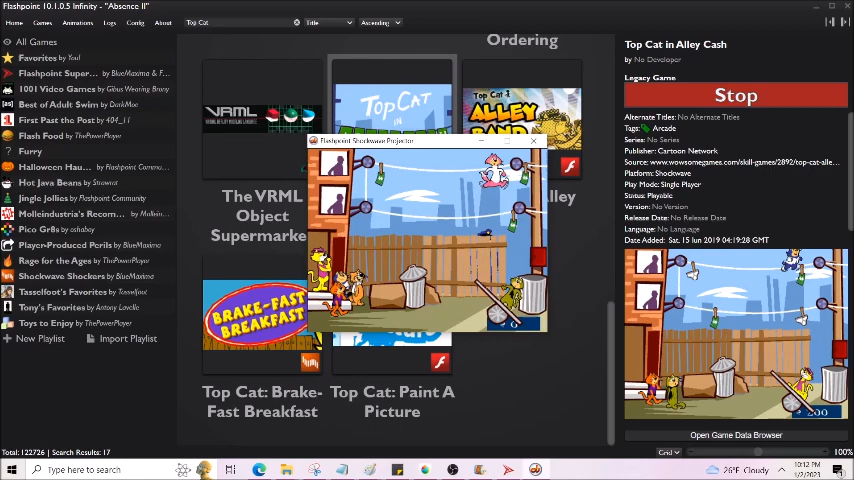 Flashpoint 10.1.0.5 Infinity - "Absence II"
Home Games Animations Logs Config About Top Cat Title Ascending
All Games
Favorites by You!
Flashpoint Super... by BlueMaxima & F...
1001 Video Games by Gibus Wearing Brony
Best of Adult Swim by DarkMoe
First Past the Post by 404_11
Flash Food by ThePowerPlayer
Furry
Halloween Hau... by Flashpoint Commu...
Hot Java Beans by Strawrat
Jingle Jollies by Flashpoint Community
Molleindustria's Recom... by Mollein...
Pico Gr8s by oshaboy
Player-Produced Perils by BlueMaxima
Rage for the Ages by ThePowerPlayer
Shockwave Shockers by BlueMaxima
Tasselfoot's Favorites by Tasselfoot
Tony's Favorites by Antony Lavelle
Toys to Enjoy by ThePowerPlayer
New Playlist Import Playlist
Ordering
VRML
TOP CAT
IN
Top Cat
ALLEY
BAND
The VRML
Object
Supermarke
Alley
Flashpoint Shockwave Projector
BRAKE-FAST
BREAKFAST
Top Cat: Brake-
Fast Breakfast
Top Cat: Paint A
Picture
Top Cat in Alley Cash
by No Developer
Legacy Game
Stop
Alternate Titles: No Alternate Titles
Tags: Arcade
Series: No Series
Publisher: Cartoon Network
Source: www.wowsomegames.com/skill-games/2892/top-cat-alle...
Platform: Shockwave
Play Mode: Single Player
Status: Playable
Version: No Version
Release Date: No Release Date
Language: No Language
Date Added: Sat. 15 Jun 2019 04:19:28 GMT
200
Open Game Data Browser
Total: 122726 | Search Results: 17
Grid 100%
Type here to search
26°F Cloudy
10:12 PM
1/2/2023